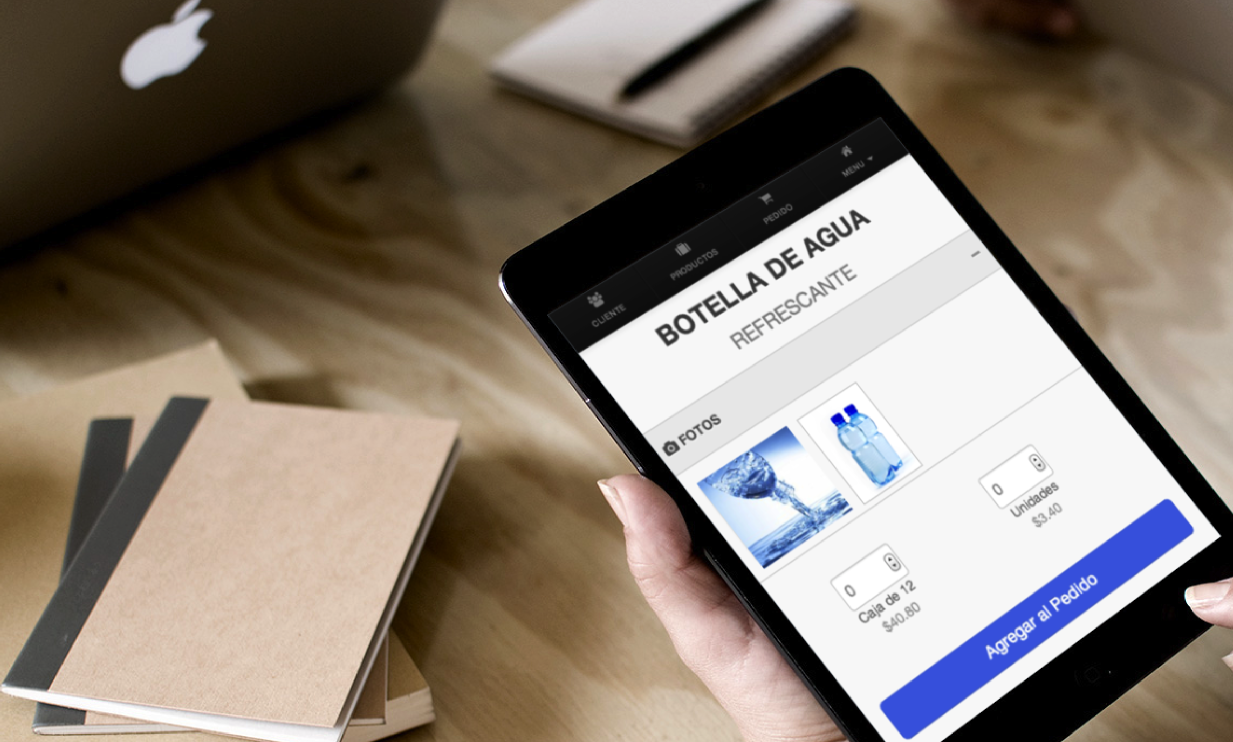 CLIENTE
PRODUCTOS
PEDIDO
MENU
BOTELLA DE AGUA
REFRESCANTE
FOTOS
0
Caja de 12
$40.80
0
Unidades
$3.40
Agregar al Pedido